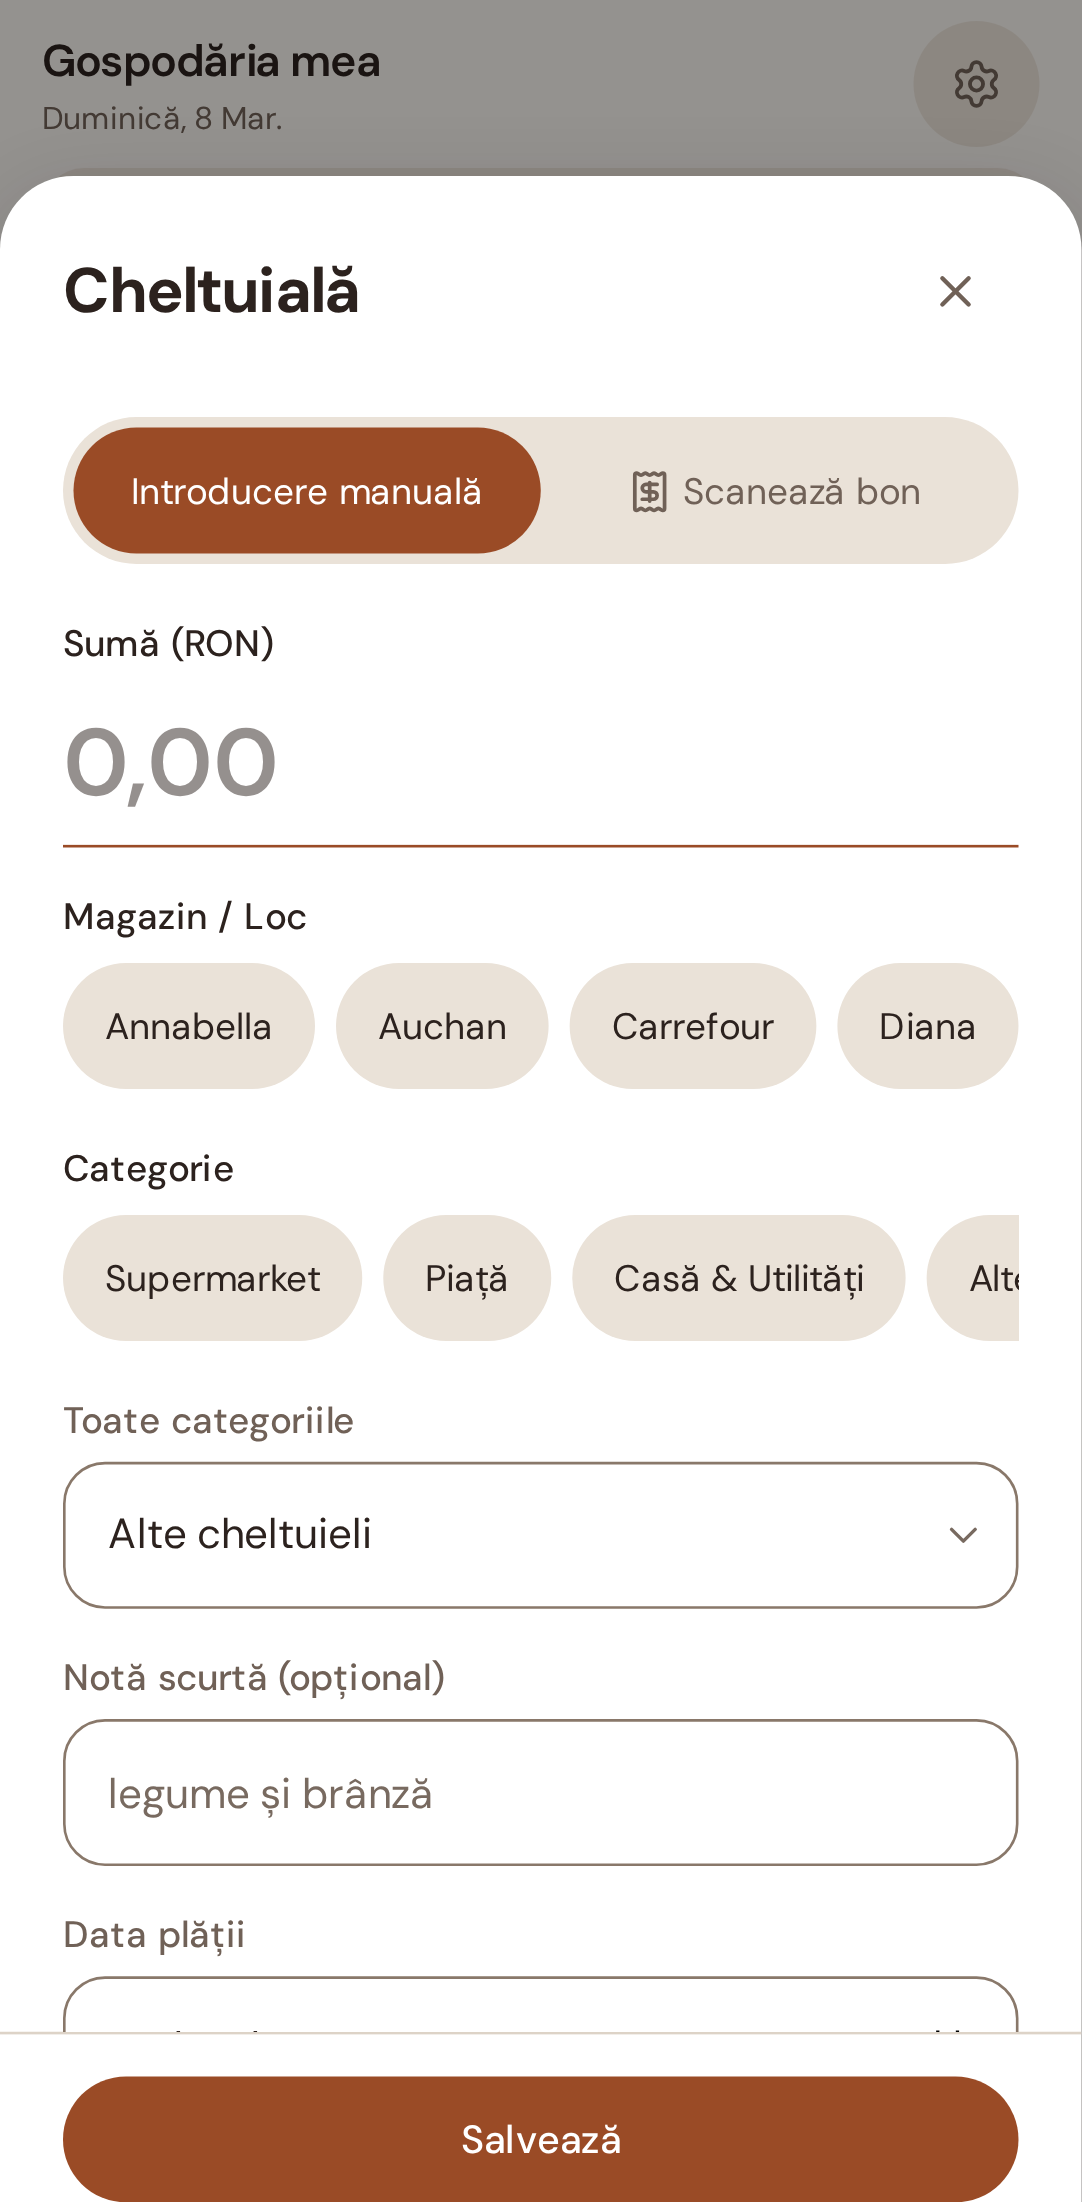 Gospodăria mea
Duminică, 8 Mar.
Cheltuială
Introducere manuală
Scanează bon
Sumă (RON)
0,00
Magazin / Loc
Annabella Auchan Carrefour Diana
Categorie
Supermarket Piață Casă & Utilități
Toate categoriile
Alte cheltuieli
Notă scurtă (opțional)
legume și brânză
Data plății
Salvează